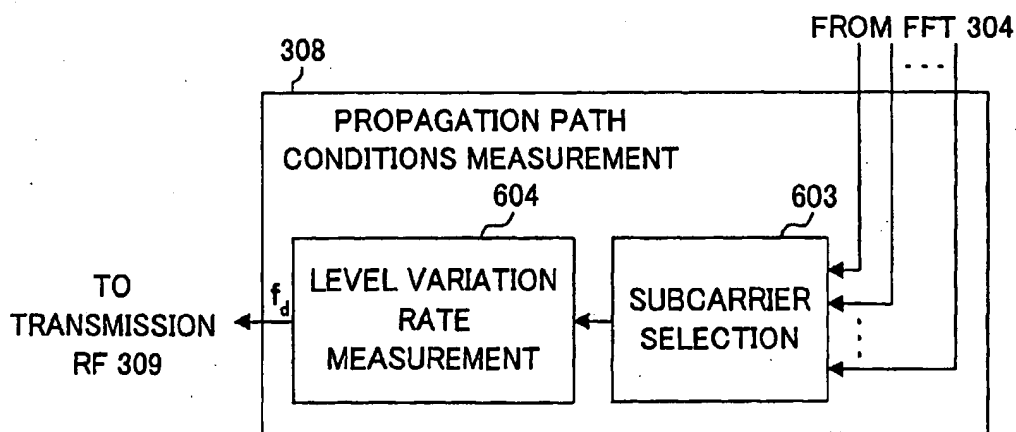 FROM FFT 304
308
PROPAGATION PATH
CONDITIONS MEASUREMENT
604
603
LEVEL VARIATION
RATE
MEASUREMENT
SUBCARRIER
SELECTION
fd
TO
TRANSMISSION
RF 309